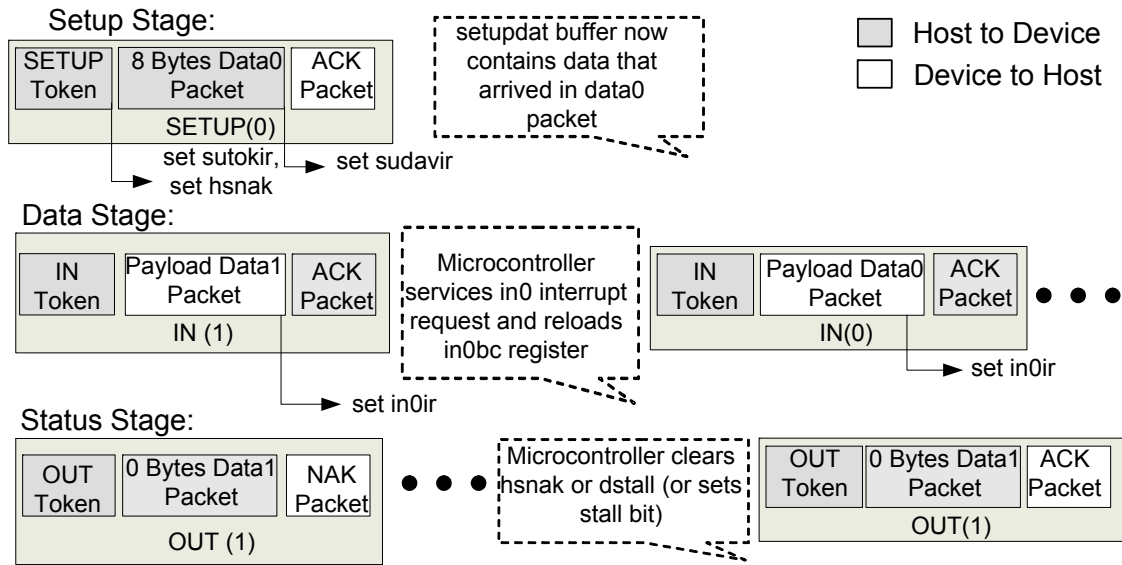 Setup Stage:
SETUP
Token
8 Bytes Data0
Packet
ACK
Packet
SETUP(0)
set sutokir,
set hsnak
set sudavir
setupdat buffer now
contains data that
arrived in data0
packet
Host to Device
Device to Host
Data Stage:
IN
Token
Payload Data1
Packet
ACK
Packet
IN (1)
set in0ir
Microcontroller
services in0 interrupt
request and reloads
in0bc register
IN
Token
Payload Data0
Packet
ACK
Packet
IN(0)
set in0ir
Status Stage:
OUT
Token
0 Bytes Data1
Packet
NAK
Packet
OUT (1)
Microcontroller clears
hsnak or dstall (or sets
stall bit)
OUT
Token
0 Bytes Data1
Packet
ACK
Packet
OUT(1)